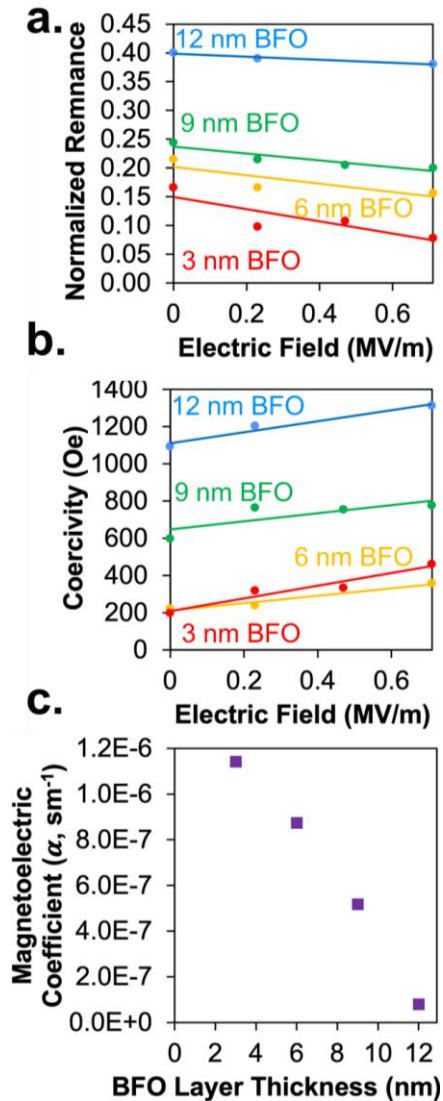 a.
Normalized Remnance
0.45
0.40
0.35
0.30
0.25
0.20
0.15
0.10
0.05
0.00
12 nm BFO
9 nm BFO
6 nm BFO
3 nm BFO
0 0.2 0.4 0.6
Electric Field (MV/m)
b.
Coercivity (Oe)
1400
1200
1000
800
600
400
200
0
12 nm BFO
9 nm BFO
6 nm BFO
3 nm BFO
0 0.2 0.4 0.6
Electric Field (MV/m)
c.
Magnetoelectric
Coefficient (α, sm⁻¹)
1.2E-6
1.0E-6
8.0E-7
6.0E-7
4.0E-7
2.0E-7
0.0E+0
0 2 4 6 8 10 12
BFO Layer Thickness (nm)